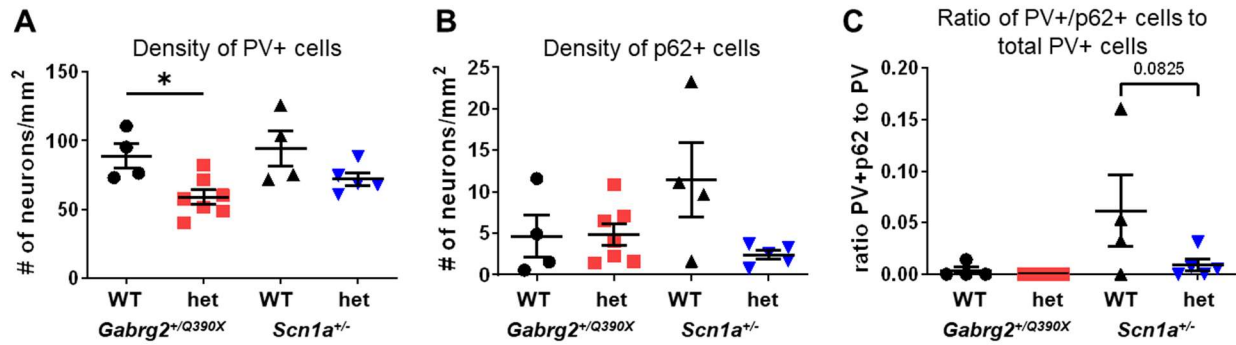 A
Density of PV+ cells
# of neurons/mm²
150
100
50
0
*
WT
het
WT
het
Gabrg2⁺/Q390X
Scn1a⁺/⁻
B
Density of p62+ cells
# of neurons/mm²
25
20
15
10
5
0
WT
het
WT
het
Gabrg2⁺/Q390X
Scn1a⁺/⁻
C
Ratio of PV+/p62+ cells to
total PV+ cells
ratio PV+p62 to PV
0.20
0.15
0.10
0.05
0.00
0.0825
WT
het
WT
het
Gabrg2⁺/Q390X
Scn1a⁺/⁻